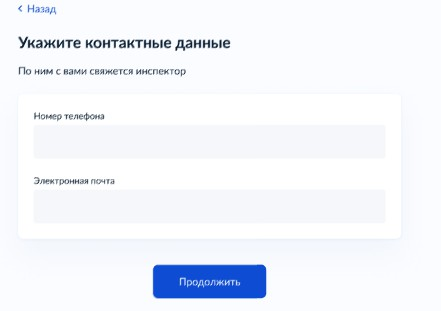 Назад
Укажите контактные данные
По ним с вами свяжется инспектор
Номер телефона
Электронная почта
Продолжить